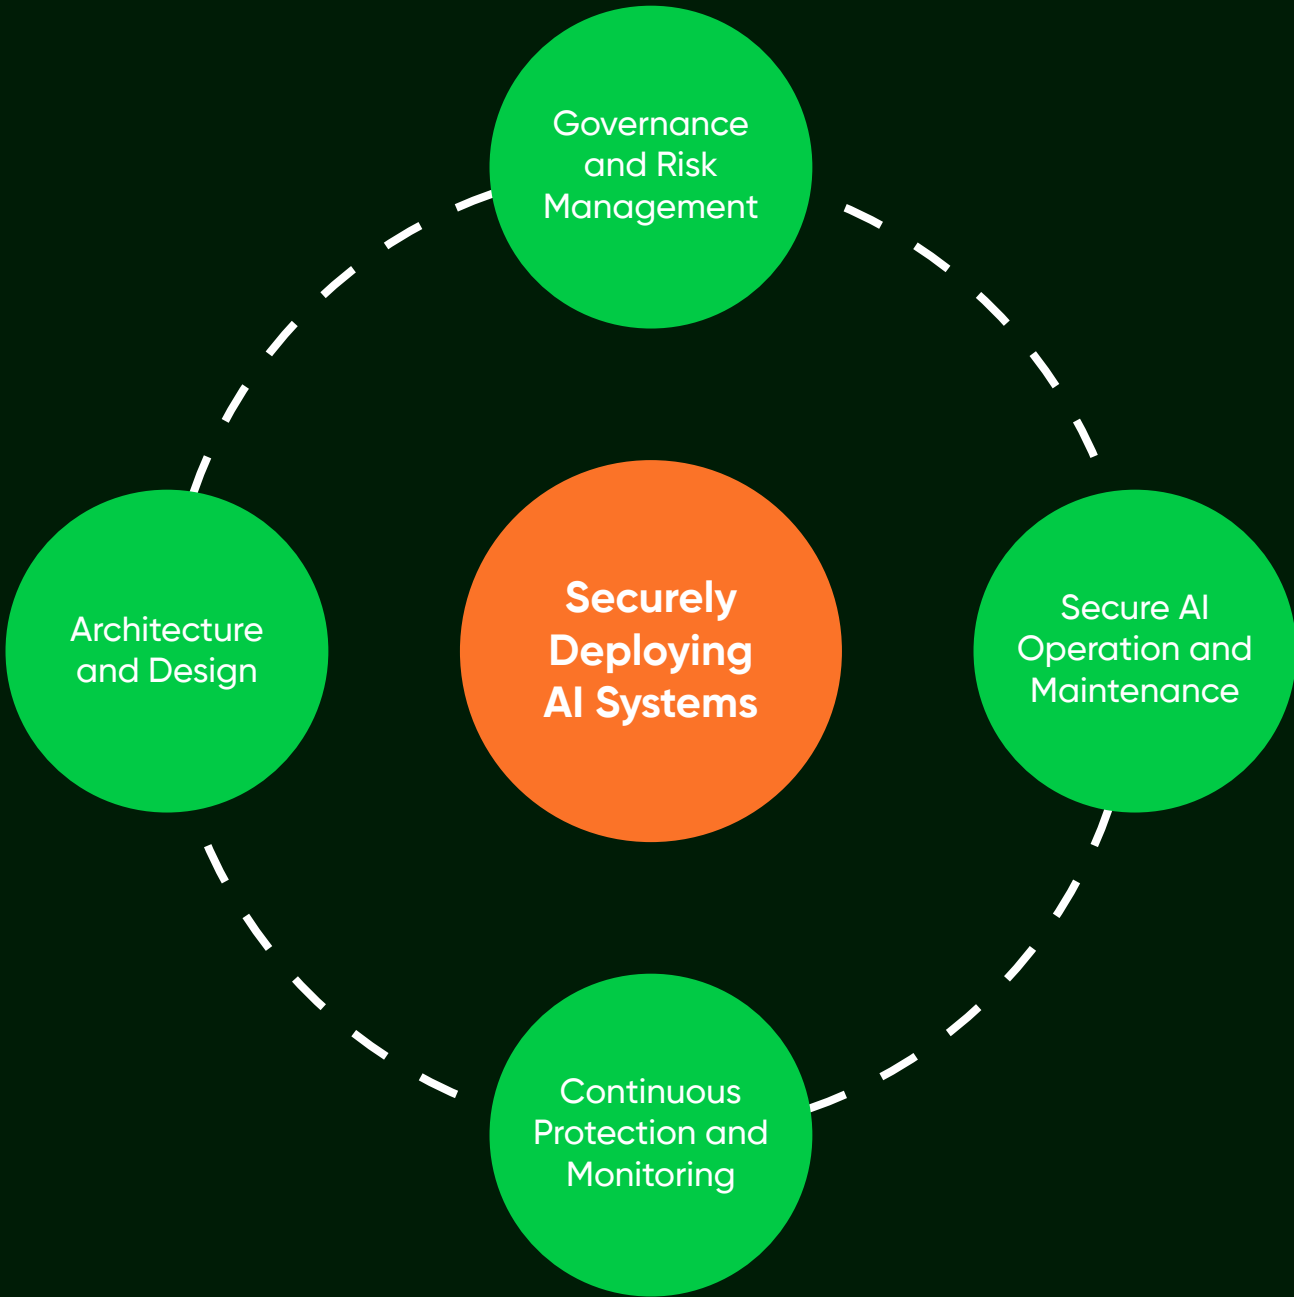 Governance
and Risk
Management
Architecture
and Design
Securely
Deploying
AI Systems
Secure AI
Operation and
Maintenance
Continuous
Protection and
Monitoring